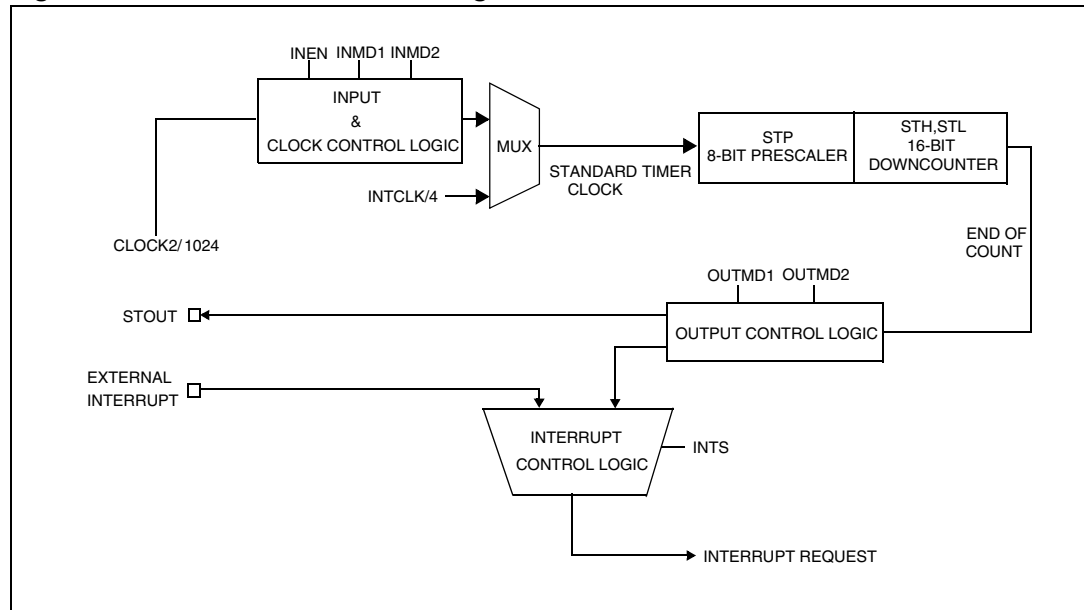 INEN INMD1 INMD2
INPUT
&
CLOCK CONTROL LOGIC
MUX
INTCLK/4
CLOCK2/1024
STANDARD TIMER
CLOCK
STP
8-BIT PRESCALER
STH,STL
16-BIT
DOWNCOUNTER
END OF
COUNT
OUTMD1 OUTMD2
OUTPUT CONTROL LOGIC
STOUT
EXTERNAL
INTERRUPT
INTERRUPT
CONTROL LOGIC
INTS
INTERRUPT REQUEST